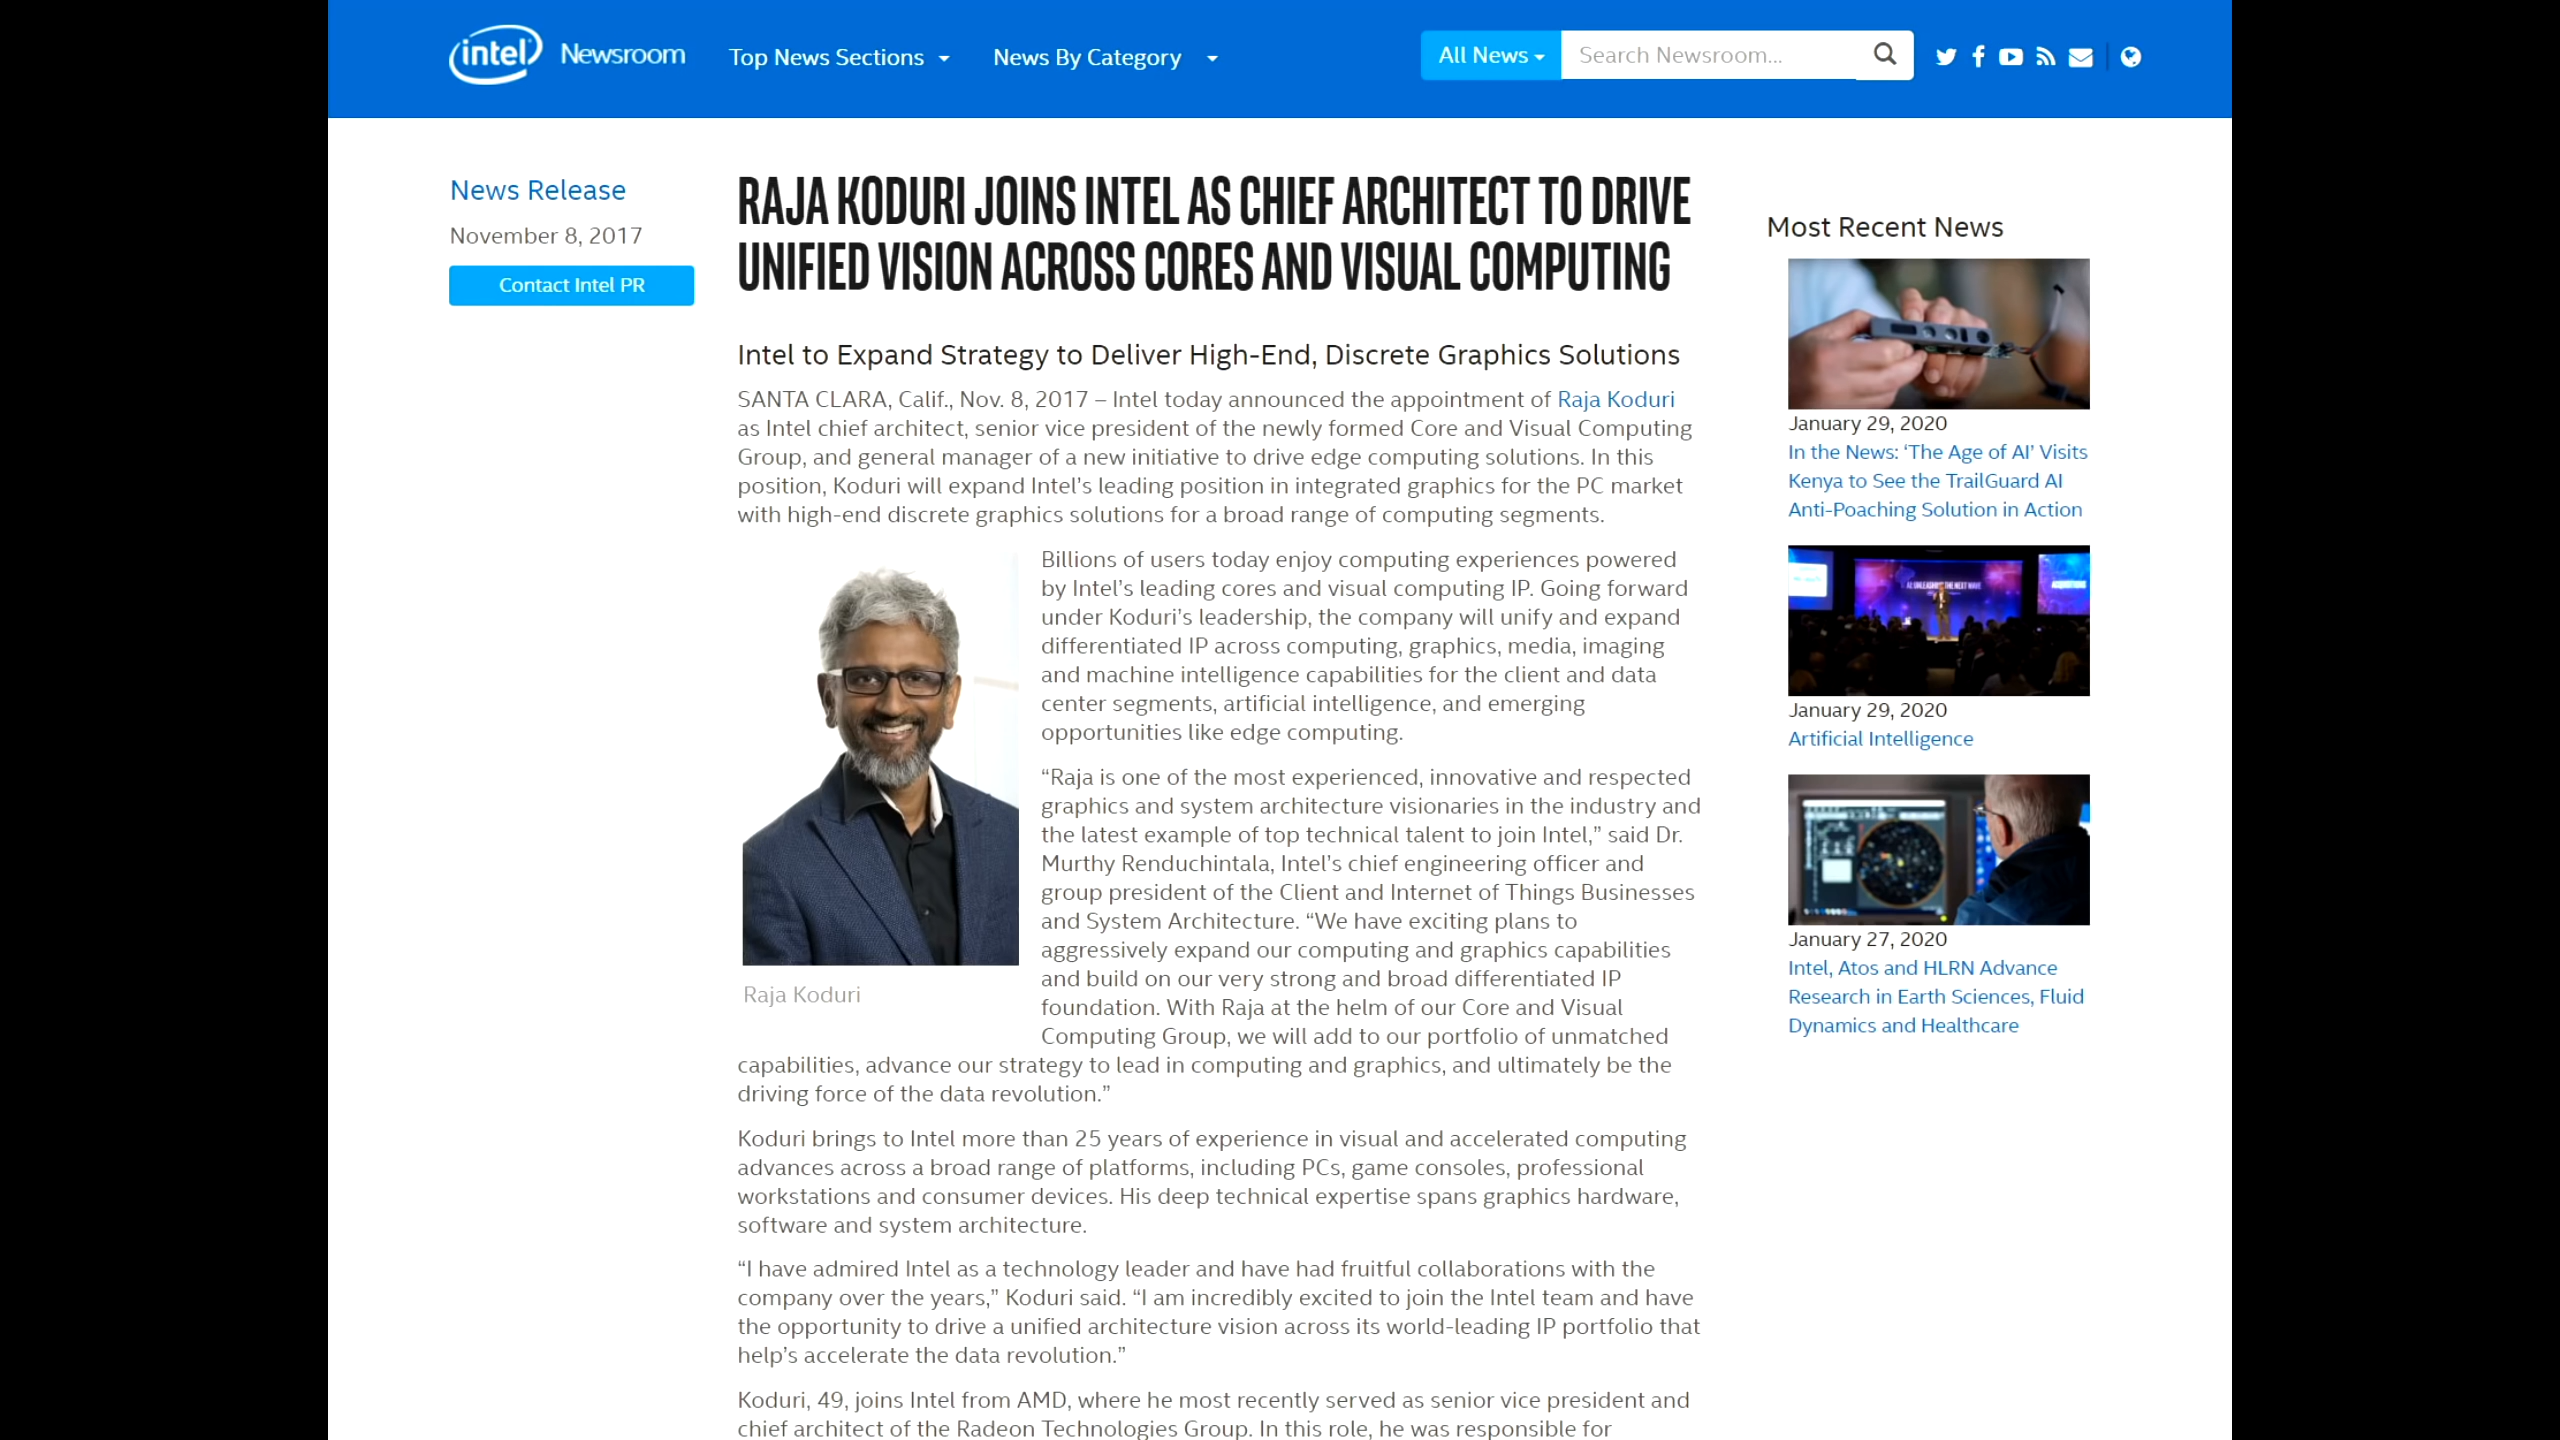 intel Newsroom Top News Sections News By Category All News Search Newsroom...
News Release
November 8, 2017
Contact Intel PR
RAJA KODURI JOINS INTEL AS CHIEF ARCHITECT TO DRIVE
UNIFIED VISION ACROSS CORES AND VISUAL COMPUTING
Intel to Expand Strategy to Deliver High-End, Discrete Graphics Solutions
SANTA CLARA, Calif., Nov. 8, 2017 – Intel today announced the appointment of Raja Koduri
as Intel chief architect, senior vice president of the newly formed Core and Visual Computing
Group, and general manager of a new initiative to drive edge computing solutions. In this
position, Koduri will expand Intel's leading position in integrated graphics for the PC market
with high-end discrete graphics solutions for a broad range of computing segments.
Billions of users today enjoy computing experiences powered
by Intel's leading cores and visual computing IP. Going forward
under Koduri's leadership, the company will unify and expand
differentiated IP across computing, graphics, media, imaging
and machine intelligence capabilities for the client and data
center segments, artificial intelligence, and emerging
opportunities like edge computing.
“Raja is one of the most experienced, innovative and respected
graphics and system architecture visionaries in the industry and
the latest example of top technical talent to join Intel,” said Dr.
Murthy Renduchintala, Intel's chief engineering officer and
group president of the Client and Internet of Things Businesses
and System Architecture. “We have exciting plans to
aggressively expand our computing and graphics capabilities
and build on our very strong and broad differentiated IP
foundation. With Raja at the helm of our Core and Visual
Computing Group, we will add to our portfolio of unmatched
capabilities, advance our strategy to lead in computing and graphics, and ultimately be the
driving force of the data revolution.”
Raja Koduri
Koduri brings to Intel more than 25 years of experience in visual and accelerated computing
advances across a broad range of platforms, including PCs, game consoles, professional
workstations and consumer devices. His deep technical expertise spans graphics hardware,
software and system architecture.
“I have admired Intel as a technology leader and have had fruitful collaborations with the
company over the years,” Koduri said. “I am incredibly excited to join the Intel team and have
the opportunity to drive a unified architecture vision across its world-leading IP portfolio that
help's accelerate the data revolution.”
Koduri, 49, joins Intel from AMD, where he most recently served as senior vice president and
chief architect of the Radeon Technologies Group. In this role, he was responsible for
Most Recent News
January 29, 2020
In the News: ‘The Age of AI’ Visits
Kenya to See the TrailGuard AI
Anti-Poaching Solution in Action
January 29, 2020
Artificial Intelligence
January 27, 2020
Intel, Atos and HLRN Advance
Research in Earth Sciences, Fluid
Dynamics and Healthcare